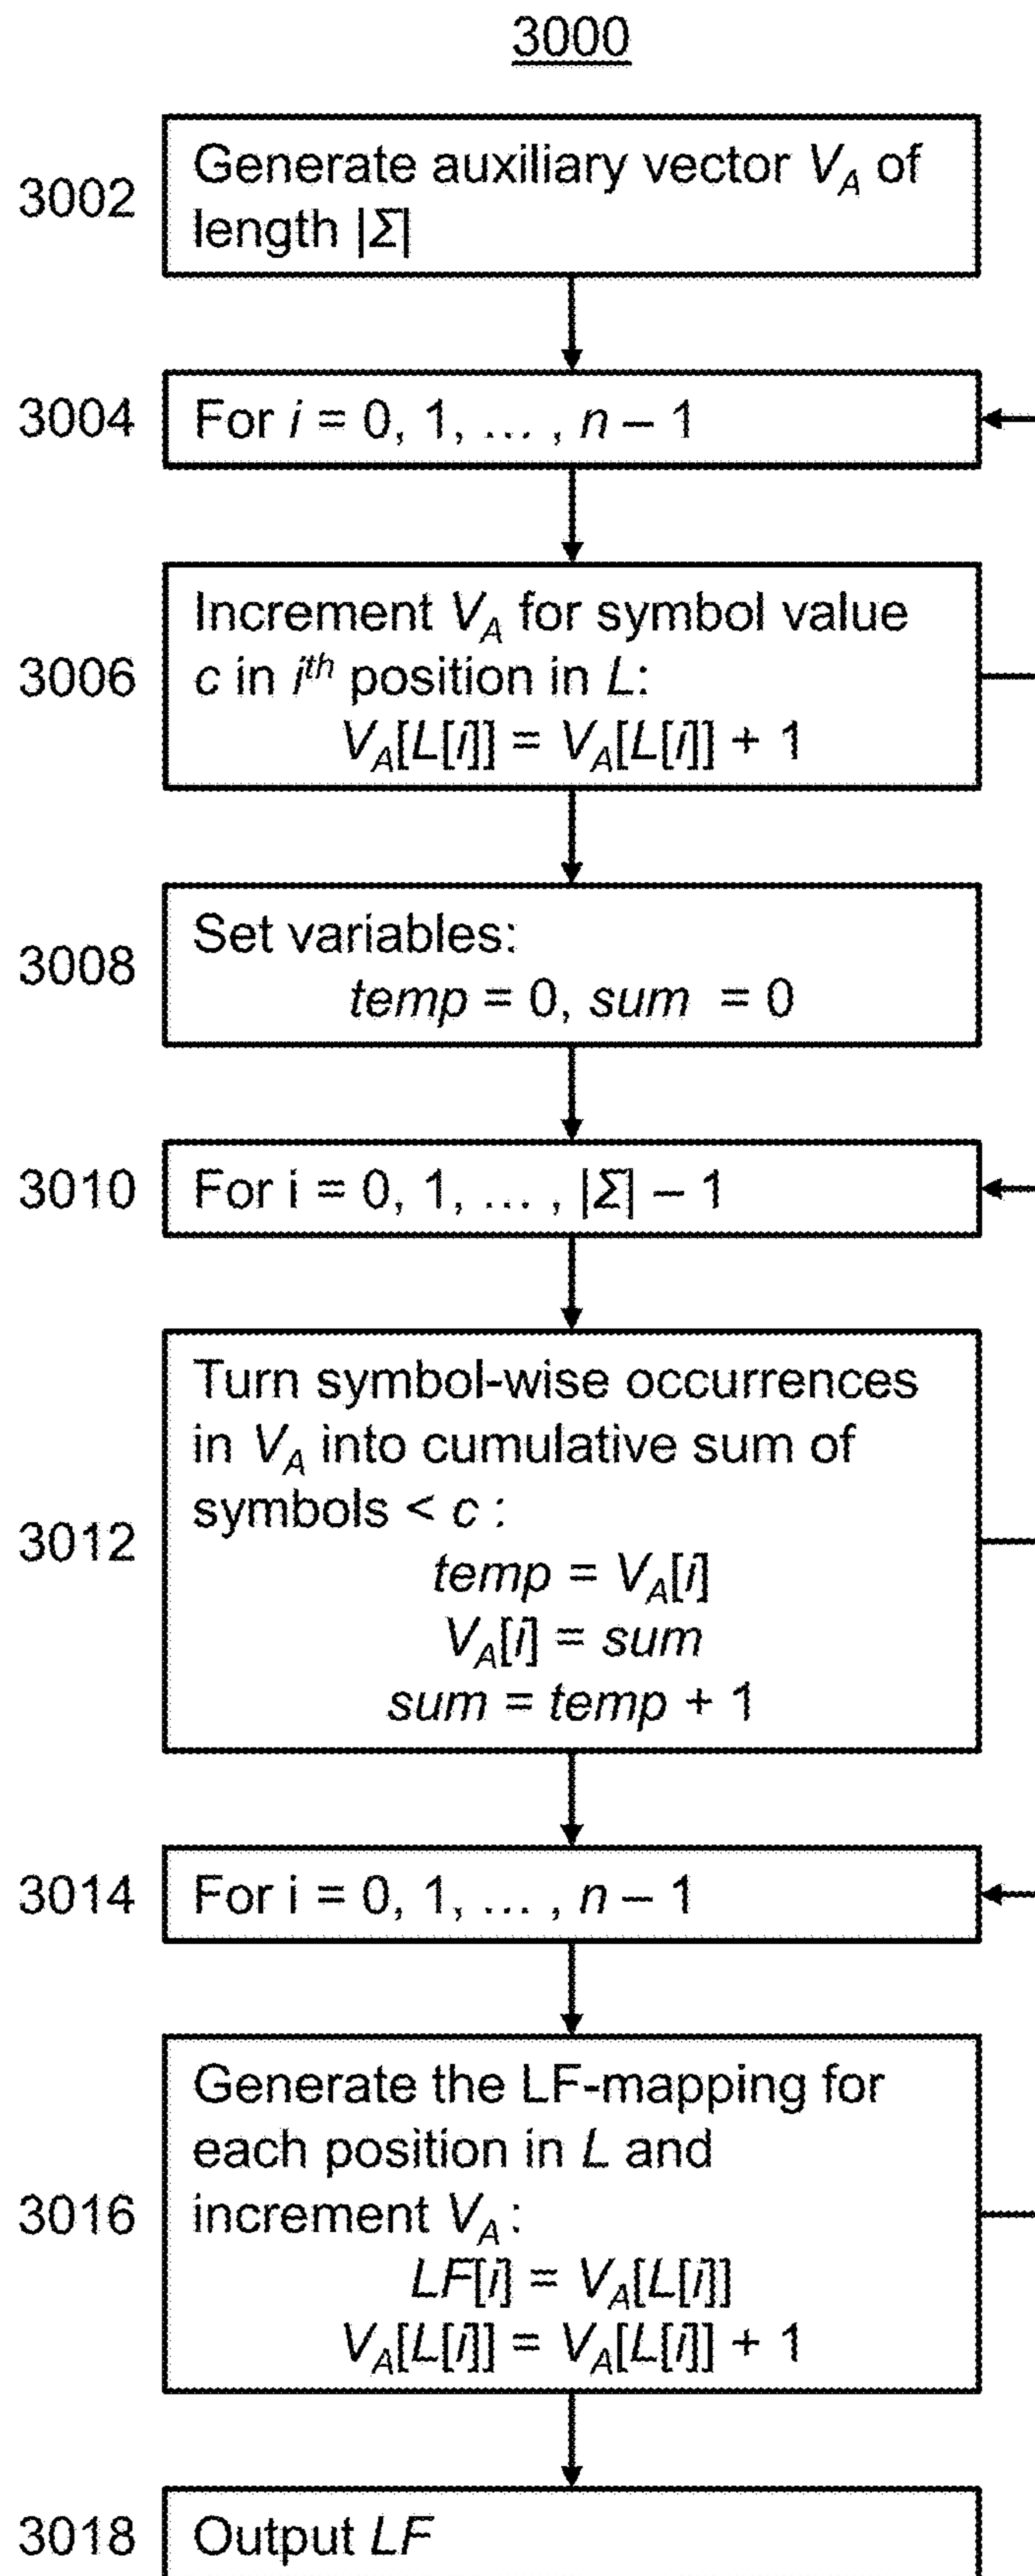 3000
3002
Generate auxiliary vector V_A of
length |Σ|
3004
For i = 0, 1, … , n – 1
3006
Increment V_A for symbol value
c in i^th position in L:
V_A[L[i]] = V_A[L[i]] + 1
3008
Set variables:
temp = 0, sum = 0
3010
For i = 0, 1, … , |Σ| – 1
3012
Turn symbol-wise occurrences
in V_A into cumulative sum of
symbols < c :
temp = V_A[i]
V_A[i] = sum
sum = temp + 1
3014
For i = 0, 1, … , n – 1
3016
Generate the LF-mapping for
each position in L and
increment V_A :
LF[i] = V_A[L[i]]
V_A[L[i]] = V_A[L[i]] + 1
3018
Output LF